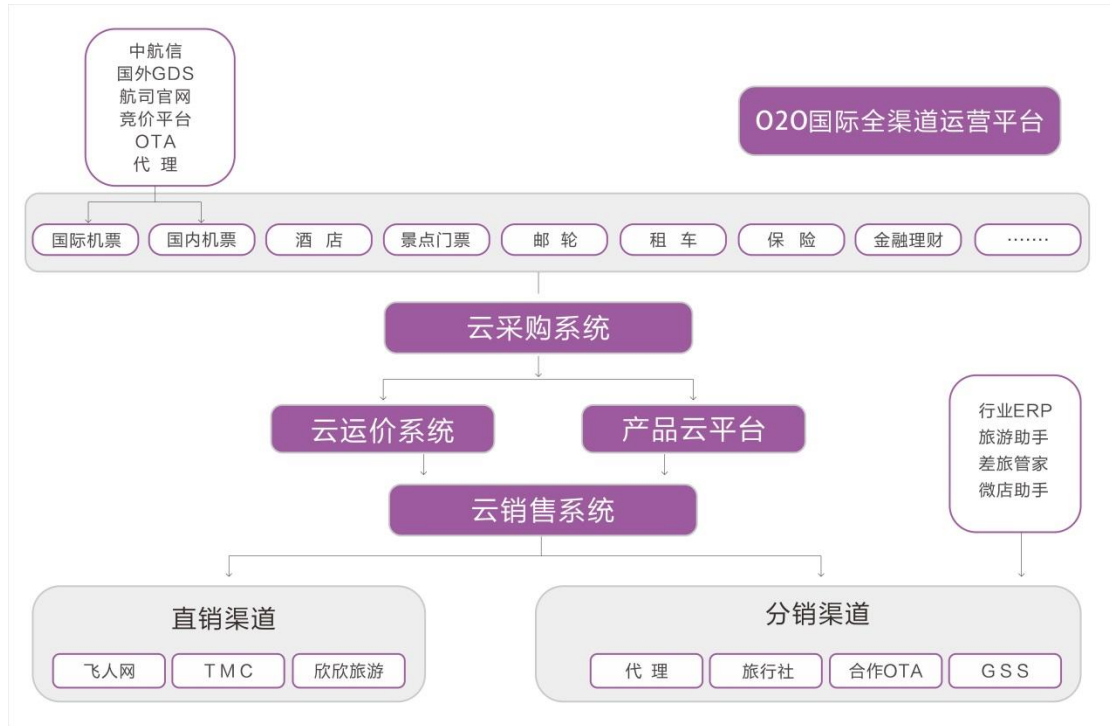 中航信
国外GDS
航司官网
竞价平台
OTA
代 理
O2O国际全渠道运营平台
国际机票 国内机票 酒 店 景点门票 邮 轮 租 车 保 险 金融理财 ·······
云采购系统
云运价系统 产品云平台
行业ERP
旅游助手
差旅管家
微店助手
云销售系统
直销渠道
飞人网 TMC 欣欣旅游
分销渠道
代 理 旅行社 合作OTA GSS